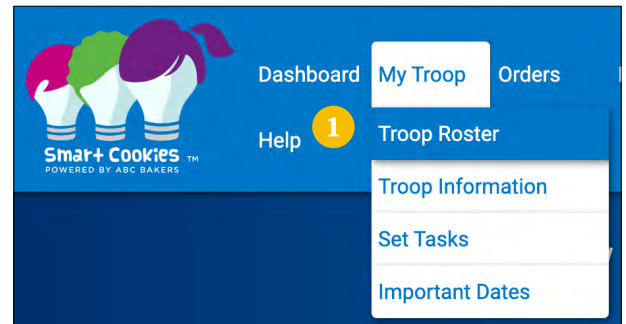 Dashboard My Troop Orders
Help 1 Troop Roster
Smart Cookies TM
POWERED BY ABC BAKERS
Troop Information
Set Tasks
Important Dates